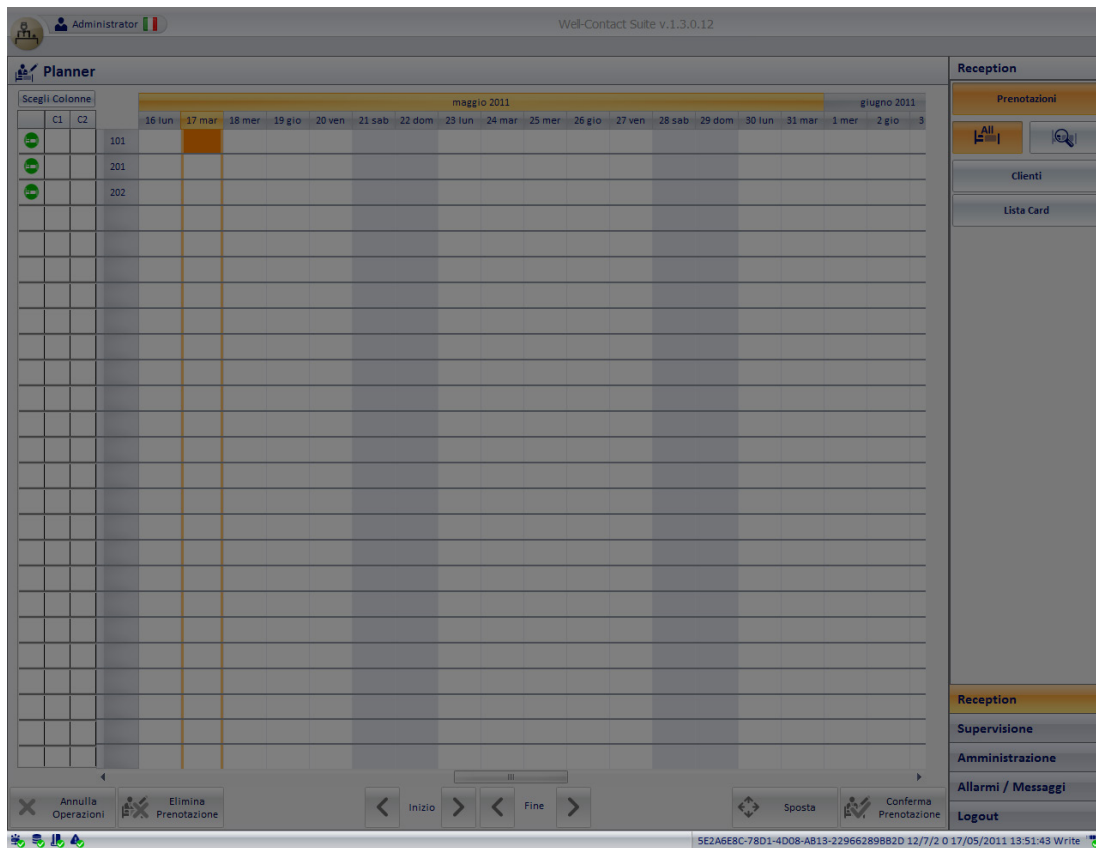 Administrator
Well-Contact Suite v.1.3.0.12
Planner
Reception
Scegli Colonne
maggio 2011
giugno 2011
Prenotazioni
C1 C2
16 lun 17 mar 18 mer 19 gio 20 ven 21 sab 22 dom 23 lun 24 mar 25 mer 26 gio 27 ven 28 sab 29 dom 30 lun 31 mar 1 mer 2 gio 3
101
All
201
Clienti
202
Lista Card
Reception
Supervisione
Amministrazione
Allarmi / Messaggi
Annulla
Operazioni
Elimina
Prenotazione
Inizio
Fine
Sposta
Conferma
Prenotazione
Logout
5E2A6E8C-78D1-4D08-AB13-22966289BB2D 12/7/2 0 17/05/2011 13:51:43 Write